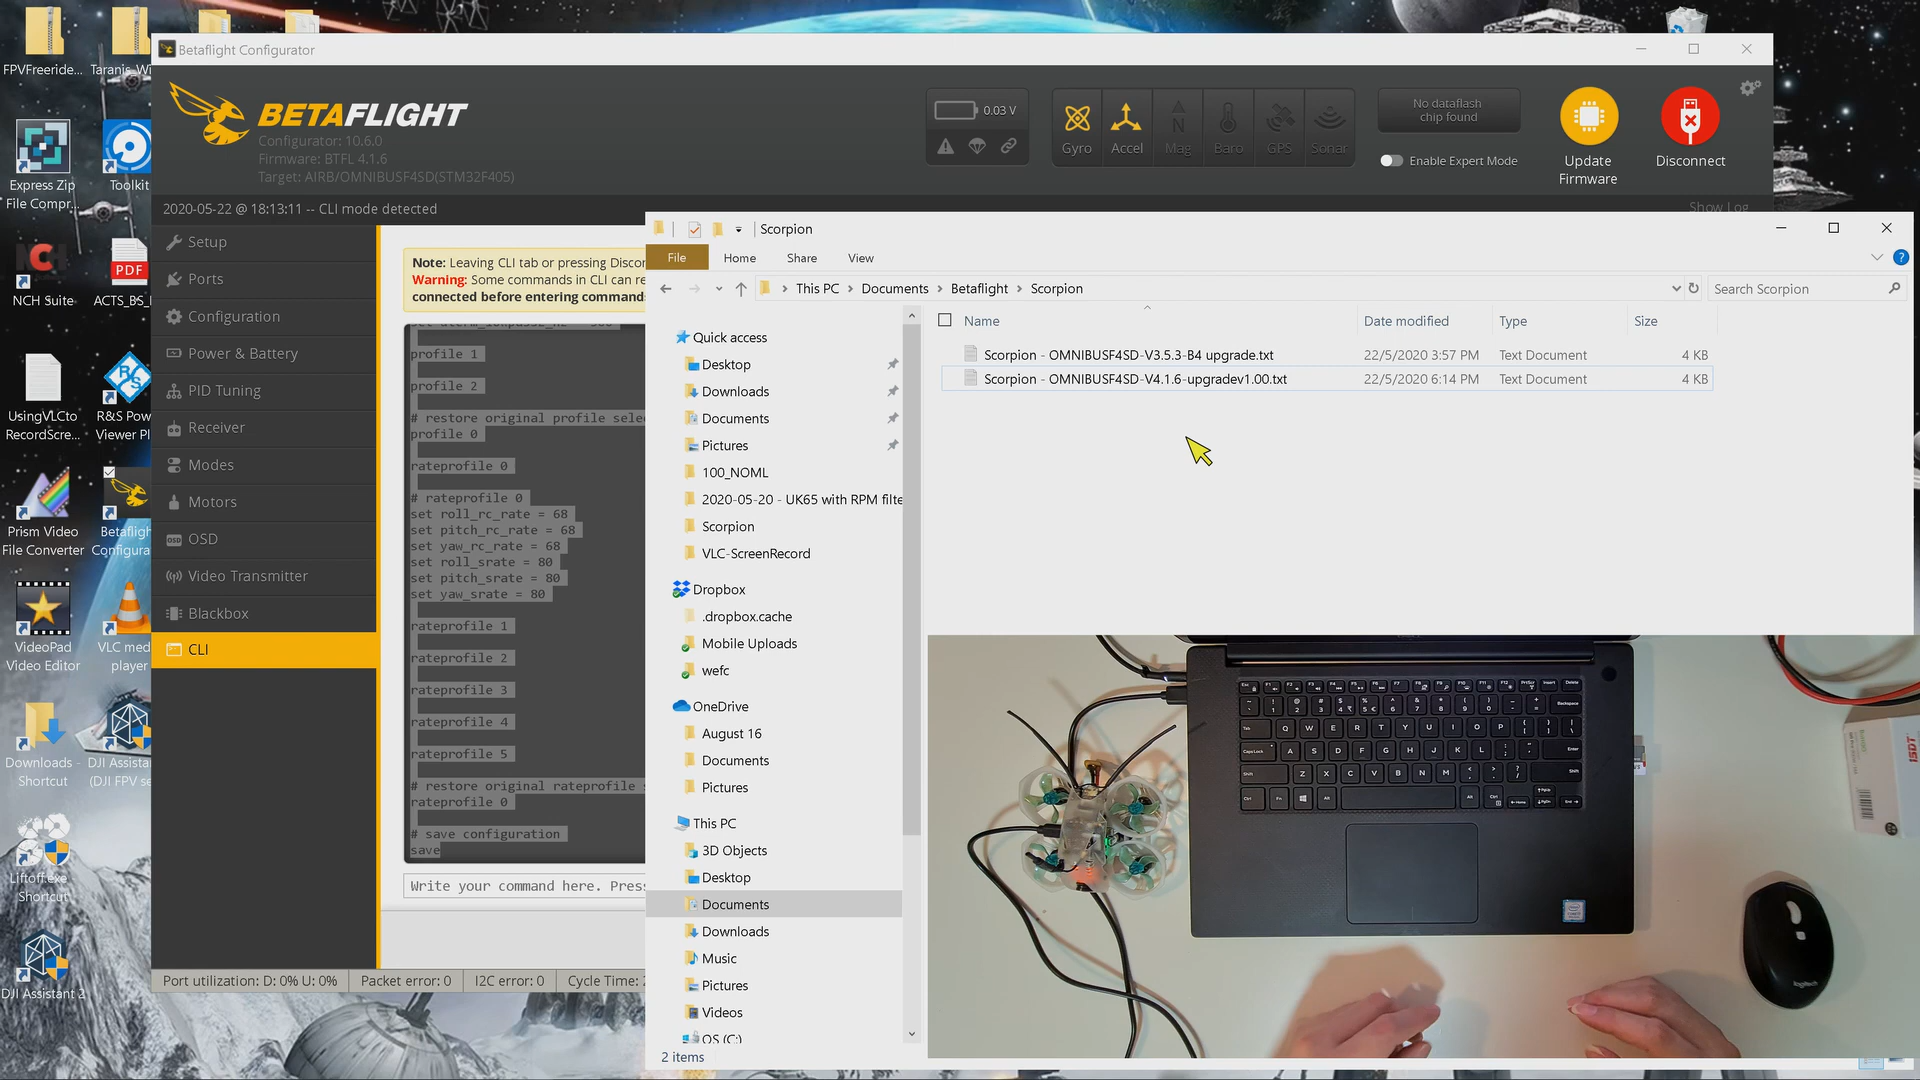 FPVFreeride...
Taranis_Wi
Express Zip
File Compr...
Toolkit
NCH
NCH Suite
PDF
ACTS_BS_
UsingVLCto
RecordScre...
R&S Pow
Viewer Pl
Prism Video
File Converter
Betafligh
Configura
VideoPad
Video Editor
VLC med
player
Downloads -
Shortcut
DJI Assista
(DJI FPV se
Liftoff.exe -
Shortcut
DJI Assistant 2
Betaflight Configurator
BETAFLIGHT
Configurator: 10.6.0
Firmware: BTFL 4.1.6
Target: AIRB/OMNIBUSF4SD(STM32F405)
0.03 V
Gyro
Accel
Mag
Baro
GPS
Sonar
No dataflash
chip found
Enable Expert Mode
Update
Firmware
Disconnect
2020-05-22 @ 18:13:11 -- CLI mode detected
Show Log
Setup
Ports
Configuration
Power & Battery
PID Tuning
Receiver
Modes
Motors
OSD
Video Transmitter
Blackbox
CLI
Note: Leaving CLI tab or pressing Discon
Warning: Some commands in CLI can re
connected before entering commands
profile 1
profile 2
# restore original profile selec
profile 0
rateprofile 0
# rateprofile 0
set roll_rc_rate = 68
set pitch_rc_rate = 68
set yaw_rc_rate = 68
set roll_srate = 80
set pitch_srate = 80
set yaw_srate = 80
rateprofile 1
rateprofile 2
rateprofile 3
rateprofile 4
rateprofile 5
# restore original rateprofile s
rateprofile 0
# save configuration
save
Write your command here. Press
Port utilization: D: 0% U: 0%
Packet error: 0
I2C error: 0
Cycle Time: 2
Scorpion
File
Home
Share
View
This PC
Documents
Betaflight
Scorpion
Search Scorpion
Name
Date modified
Type
Size
Scorpion - OMNIBUSF4SD-V3.5.3-B4 upgrade.txt 22/5/2020 3:57 PM Text Document 4 KB
Scorpion - OMNIBUSF4SD-V4.1.6-upgradev1.00.txt 22/5/2020 6:14 PM Text Document 4 KB
Quick access
Desktop
Downloads
Documents
Pictures
100_NOML
2020-05-20 - UK65 with RPM filte
Scorpion
VLC-ScreenRecord
Dropbox
.dropbox.cache
Mobile Uploads
wefc
OneDrive
August 16
Documents
Pictures
This PC
3D Objects
Desktop
Documents
Downloads
Music
Pictures
Videos
OS (C:)
2 items
Q W E R T Y U I O P
A S D F G H J K L
Z X C V B N M
logitech
ISDT